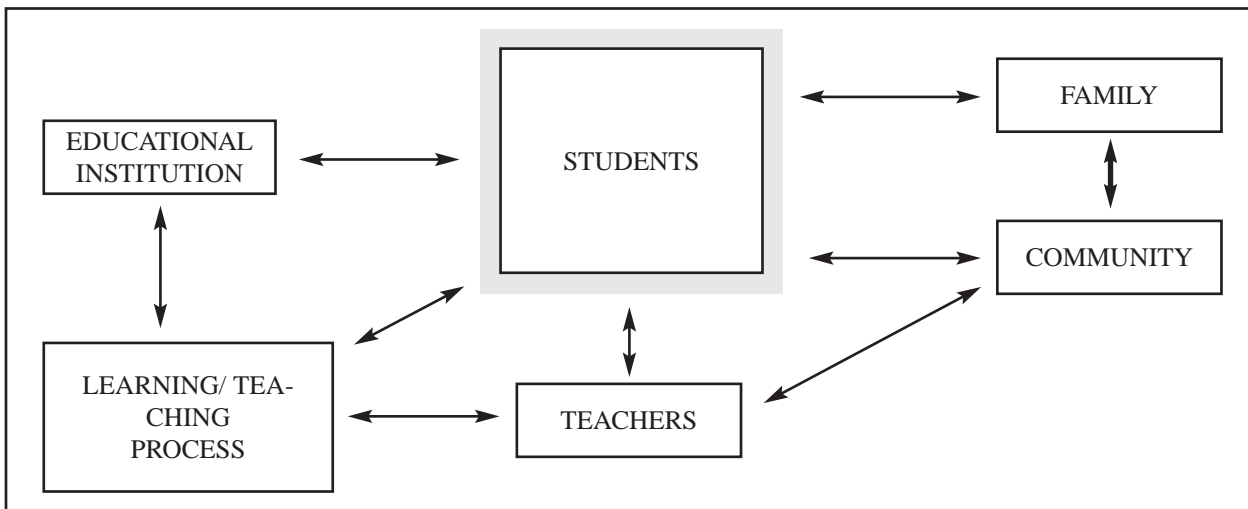 FAMILY
EDUCATIONAL
INSTITUTION
STUDENTS
COMMUNITY
LEARNING/ TEA-
CHING
PROCESS
TEACHERS